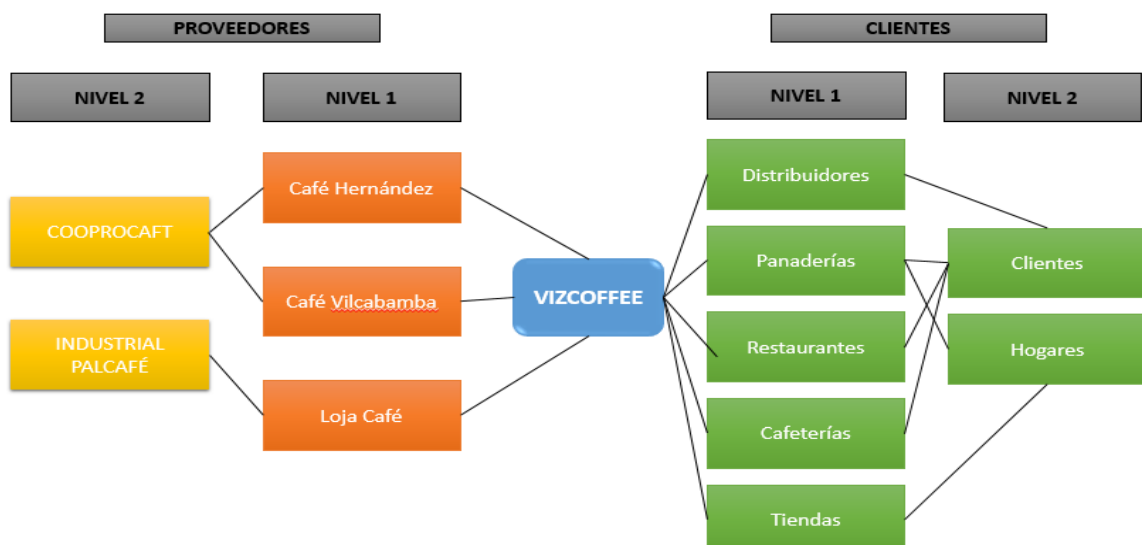 PROVEEDORES
CLIENTES
NIVEL 2
NIVEL 1
NIVEL 1
NIVEL 2
Café Hernández
Distribuidores
COOPROCAFT
Panaderías
Clientes
Café Vilcabamba
VIZCOFFEE
INDUSTRIAL
PALCAFÉ
Restaurantes
Hogares
Loja Café
Cafeterías
Tiendas